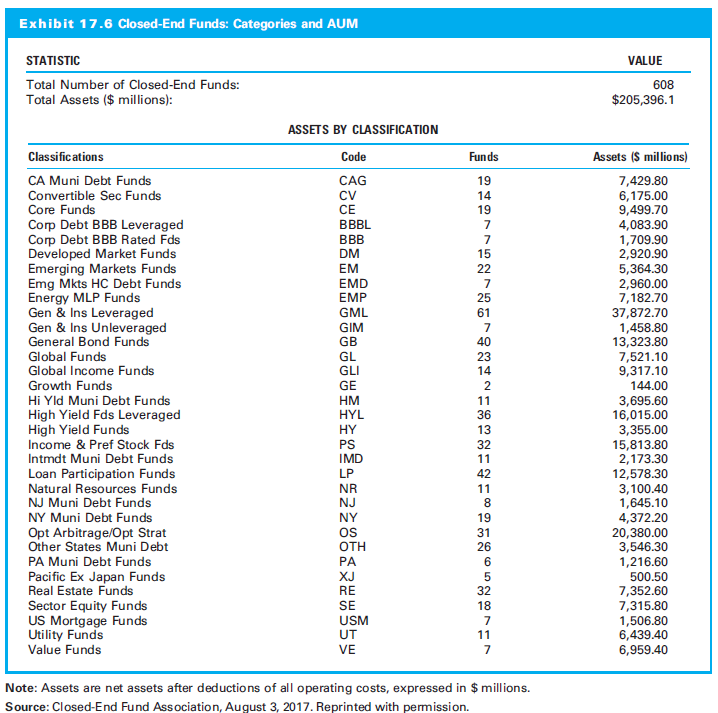 Exhibit 17.6 Closed-End Funds: Categories and AUM
STATISTIC VALUE
Total Number of Closed-End Funds: 608
Total Assets ($ millions): $205,396.1
ASSETS BY CLASSIFICATION
Classifications Code Funds Assets ($ millions)
CA Muni Debt Funds CAG 19 7,429.80
Convertible Sec Funds CV 14 6,175.00
Core Funds CE 19 9,499.70
Corp Debt BBB Leveraged BBBL 7 4,083.90
Corp Debt BBB Rated Fds BBB 7 1,709.90
Developed Market Funds DM 15 2,920.90
Emerging Markets Funds EM 22 5,364.30
Emg Mkts HC Debt Funds EMD 7 2,960.00
Energy MLP Funds EMP 25 7,182.70
Gen & Ins Leveraged GML 61 37,872.70
Gen & Ins Unleveraged GIM 7 1,458.80
General Bond Funds GB 40 13,323.80
Global Funds GL 23 7,521.10
Global Income Funds GLI 14 9,317.10
Growth Funds GE 2 144.00
Hi Yld Muni Debt Funds HM 11 3,695.60
High Yield Fds Leveraged HYL 36 16,015.00
High Yield Funds HY 13 3,355.00
Income & Pref Stock Fds PS 32 15,813.80
Intmdt Muni Debt Funds IMD 11 2,173.30
Loan Participation Funds LP 42 12,578.30
Natural Resources Funds NR 11 3,100.40
NJ Muni Debt Funds NJ 8 1,645.10
NY Muni Debt Funds NY 19 4,372.20
Opt Arbitrage/Opt Strat OS 31 20,380.00
Other States Muni Debt OTH 26 3,546.30
PA Muni Debt Funds PA 6 1,216.60
Pacific Ex Japan Funds XJ 5 500.50
Real Estate Funds RE 32 7,352.60
Sector Equity Funds SE 18 7,315.80
US Mortgage Funds USM 7 1,506.80
Utility Funds UT 11 6,439.40
Value Funds VE 7 6,959.40
Note: Assets are net assets after deductions of all operating costs, expressed in $ millions.
Source: Closed-End Fund Association, August 3, 2017. Reprinted with permission.